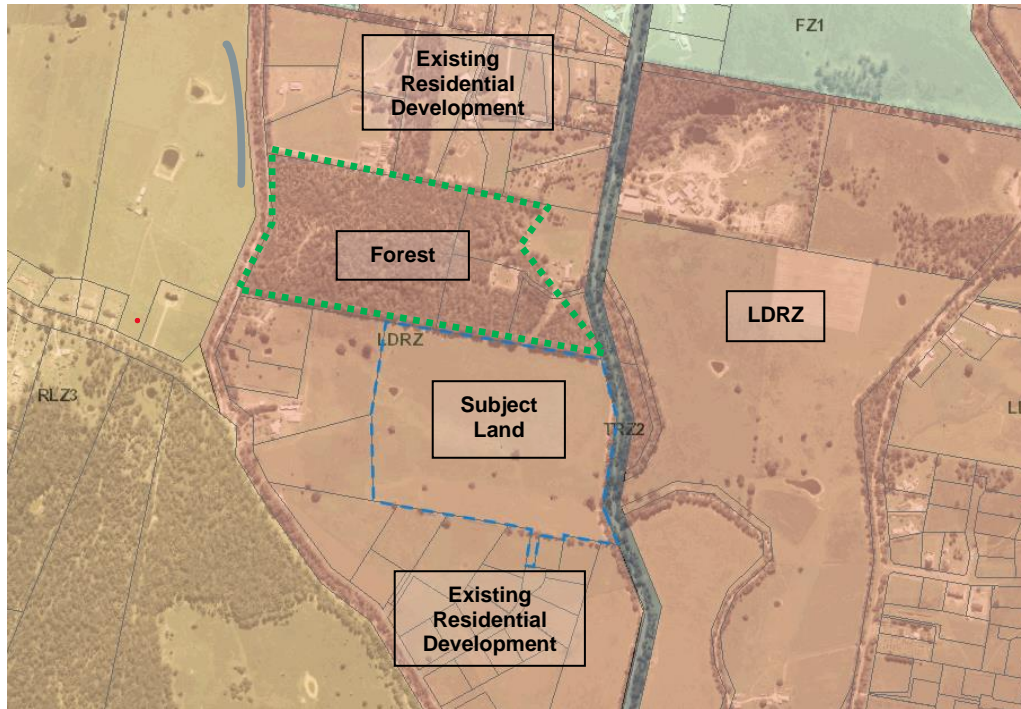 FZ1
Existing
Residential
Development
Forest
LDRZ
LDRZ
RLZ3
Subject
Land
TRZ2
Existing
Residential
Development